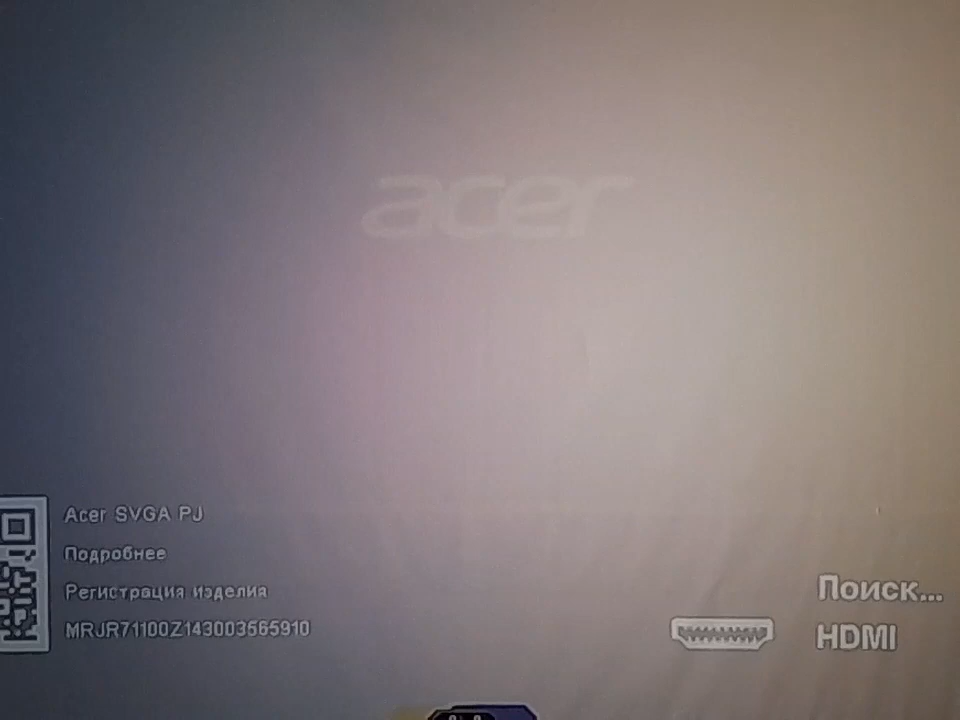 acer
Acer SVGA PJ
Подробнее
Регистрация изделия
MRJR71100Z143003565910
Поиск...
HDMI